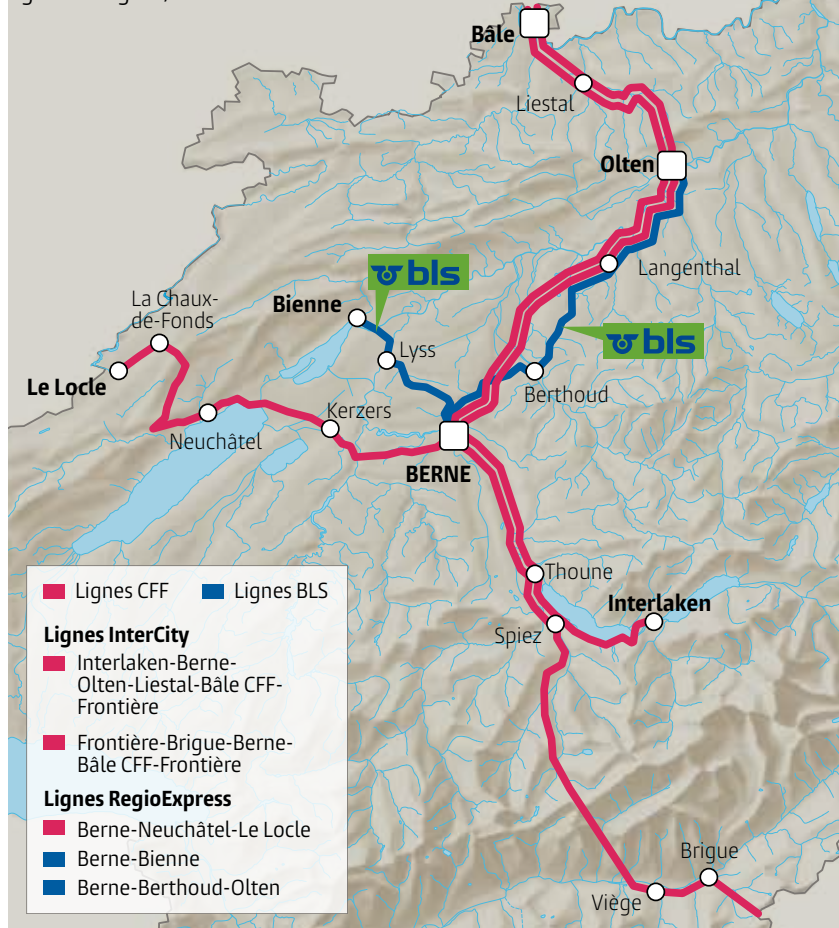 Bâle
Liestal
Olten
Langenthal
bls
Bienne
La Chaux-
de-Fonds
Lyss
bls
Le Locle
Berthoud
Kerzers
Neuchâtel
BERNE
Thoune
Interlaken
Spiez
Brigue
Viège
Lignes CFF
Lignes BLS
Lignes InterCity
Interlaken-Berne-
Olten-Liestal-Bâle CFF-
Frontière
Frontière-Brigue-Berne-
Bâle CFF-Frontière
Lignes RegioExpress
Berne-Neuchâtel-Le Locle
Berne-Bienne
Berne-Berthoud-Olten